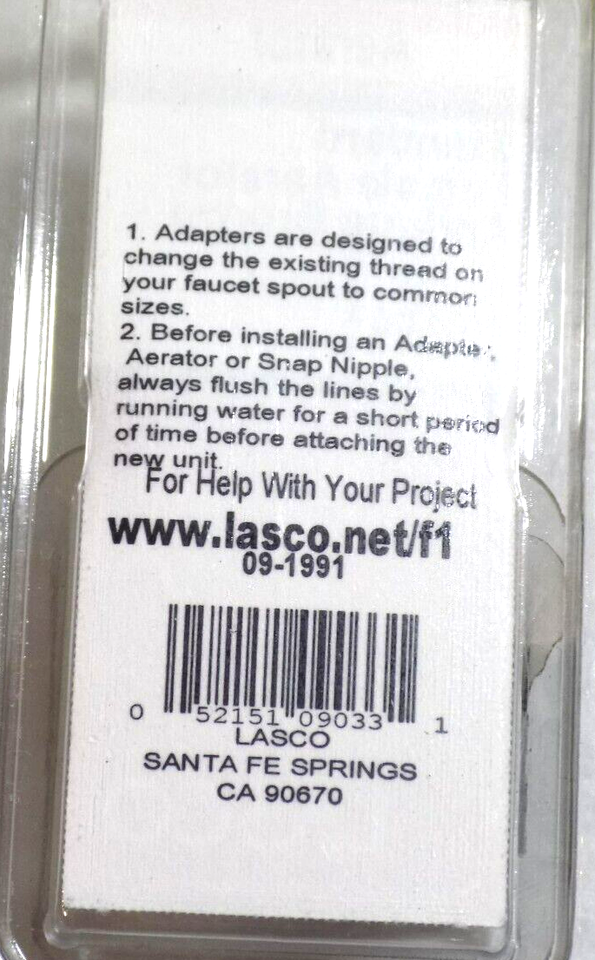 1. Adapters are designed to
change the existing thread on
your faucet spout to common
sizes.
2. Before installing an Adapter,
Aerator or Snap Nipple,
always flush the lines by
running water for a short period
of time before attaching the
new unit.
For Help With Your Project
www.lasco.net/f1
09-1991
0 52151 09033 1
LASCO
SANTA FE SPRINGS
CA 90670